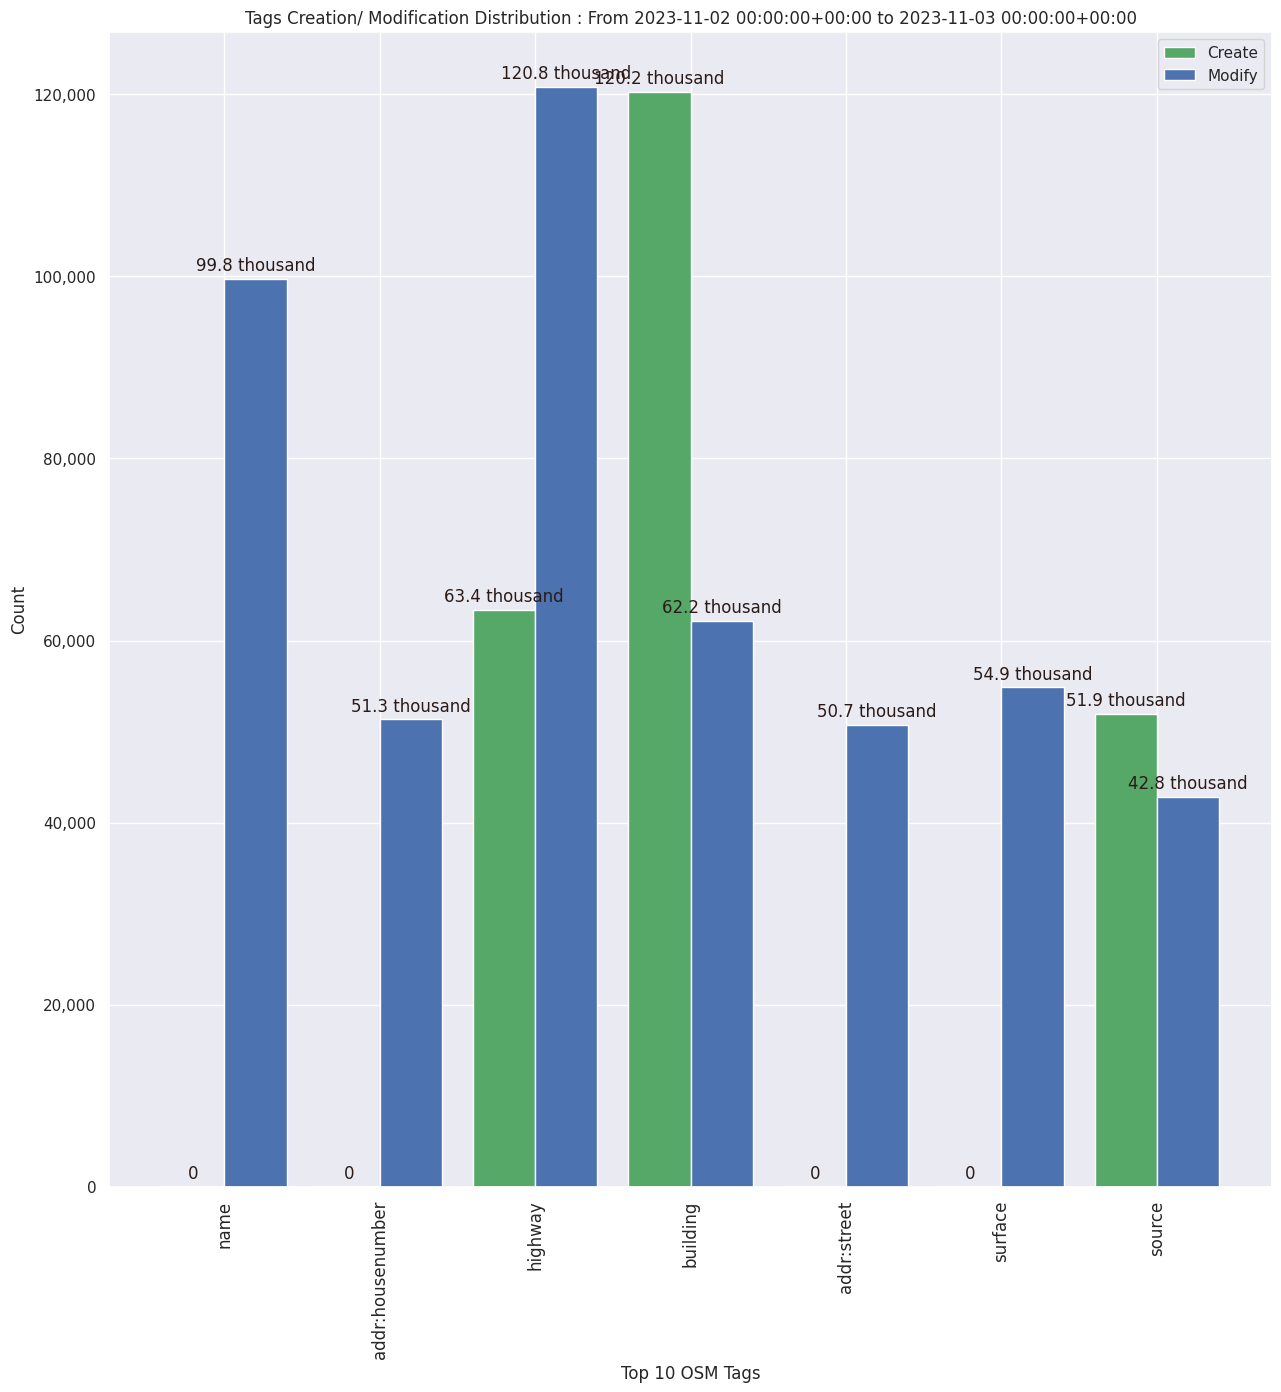 Tags Creation/ Modification Distribution : From 2023-11-02 00:00:00+00:00 to 2023-11-03 00:00:00+00:00
Create
Modify
120.8 thousand
120.2 thousand
99.8 thousand
63.4 thousand
62.2 thousand
54.9 thousand
51.9 thousand
51.3 thousand
50.7 thousand
42.8 thousand
0
0
0
0
120,000
100,000
80,000
60,000
40,000
20,000
0
Count
name
addr:housenumber
highway
building
addr:street
surface
source
Top 10 OSM Tags